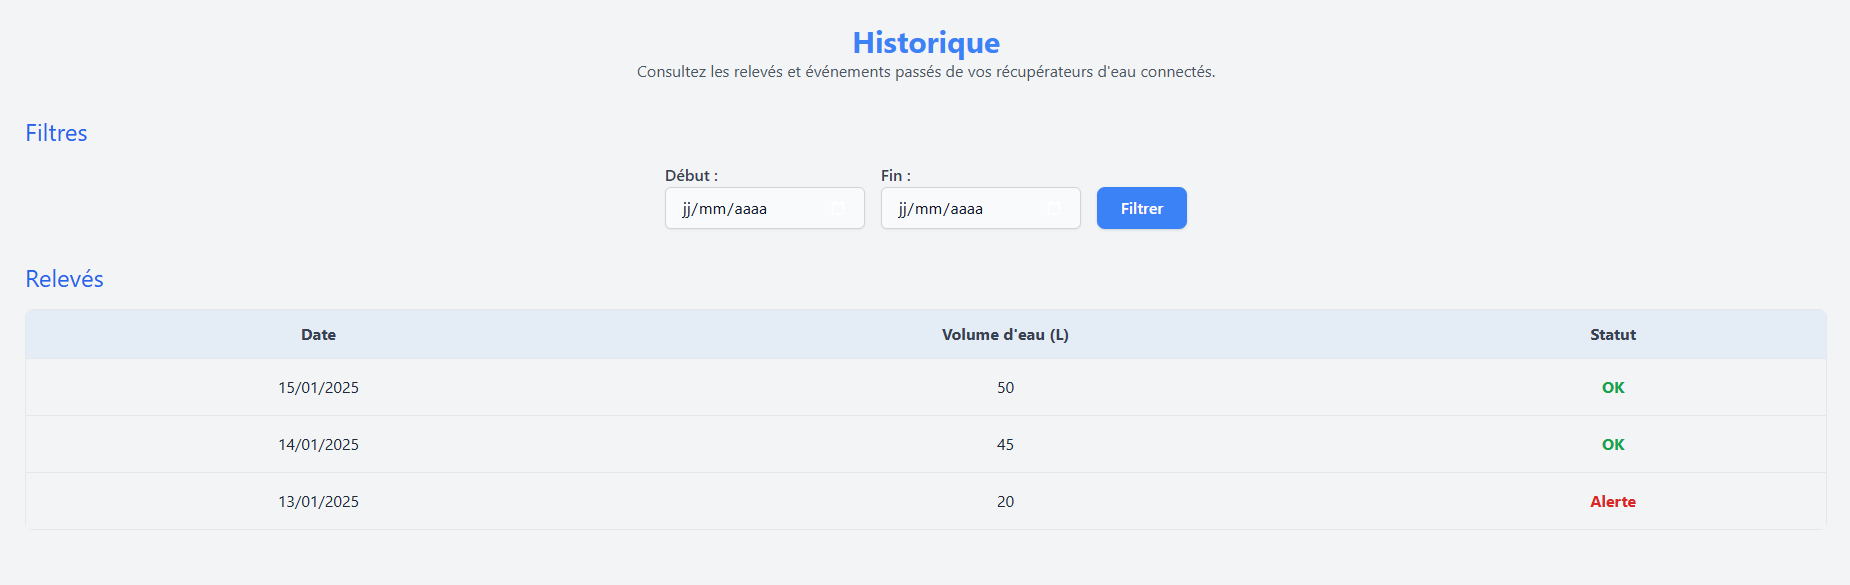 Historique
Consultez les relevés et événements passés de vos récupérateurs d'eau connectés.
Filtres
Début : Fin :
jj/mm/aaaa jj/mm/aaaa Filtrer
Relevés
Date Volume d'eau (L) Statut
15/01/2025 50 OK
14/01/2025 45 OK
13/01/2025 20 Alerte